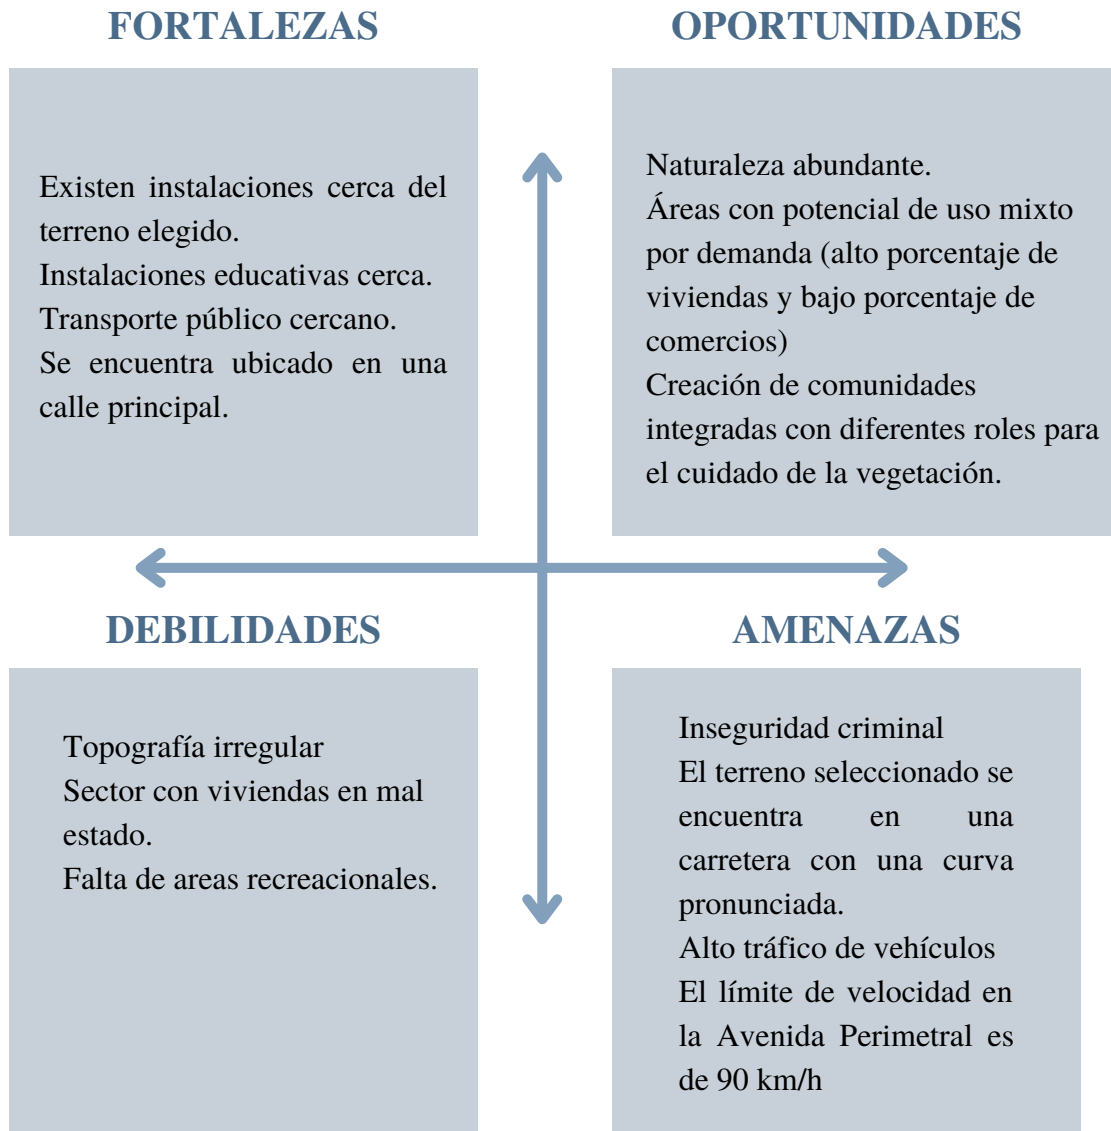 FORTALEZAS
Existen instalaciones cerca del
terreno elegido.
Instalaciones educativas cerca.
Transporte público cercano.
Se encuentra ubicado en una
calle principal.
OPORTUNIDADES
Naturaleza abundante.
Áreas con potencial de uso mixto
por demanda (alto porcentaje de
viviendas y bajo porcentaje de
comercios)
Creación de comunidades
integradas con diferentes roles para
el cuidado de la vegetación.
DEBILIDADES
Topografía irregular
Sector con viviendas en mal
estado.
Falta de areas recreacionales.
AMENAZAS
Inseguridad criminal
El terreno seleccionado se
encuentra en una
carretera con una curva
pronunciada.
Alto tráfico de vehículos
El límite de velocidad en
la Avenida Perimetral es
de 90 km/h